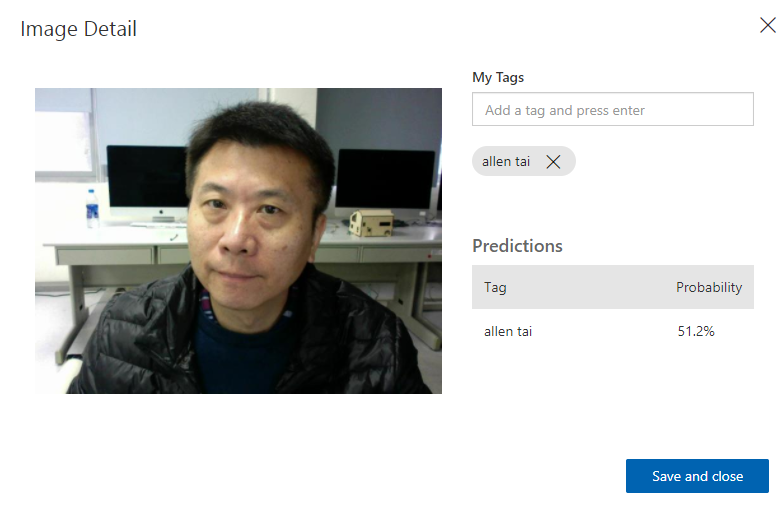 Image Detail
My Tags
Add a tag and press enter
allen tai
Predictions
Tag Probability
allen tai 51.2%
Save and close